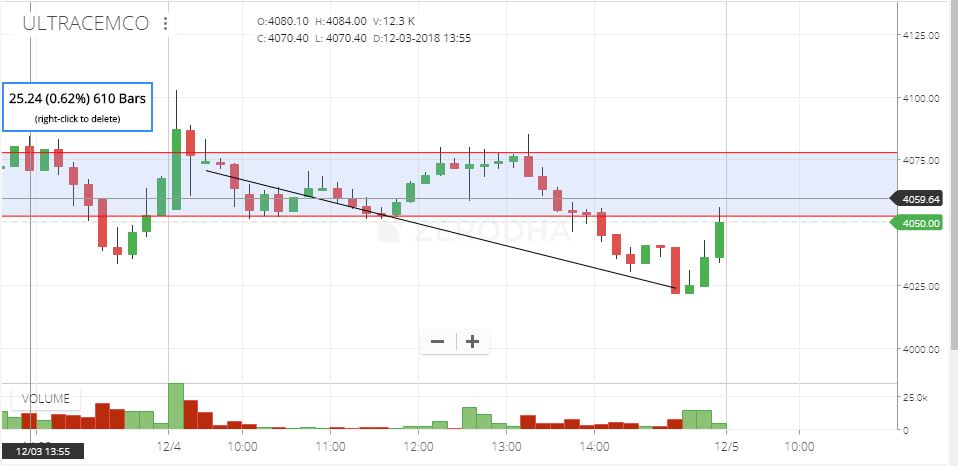 ULTRACEMCO
O:4080.10 H:4084.00 V:12.3 K
C: 4070.40 L: 4070.40 D:12-03-2018 13:55
4125.00
25.24 (0.62%) 610 Bars
(right-click to delete)
4100.00
4075.00
4059.64
4050.00
ZERODHA
4025.00
4000.00
VOLUME
25.0k
0
12/4 10:00 11:00 12:00 13:00 14:00 12/5 10:00
12/03 13:55